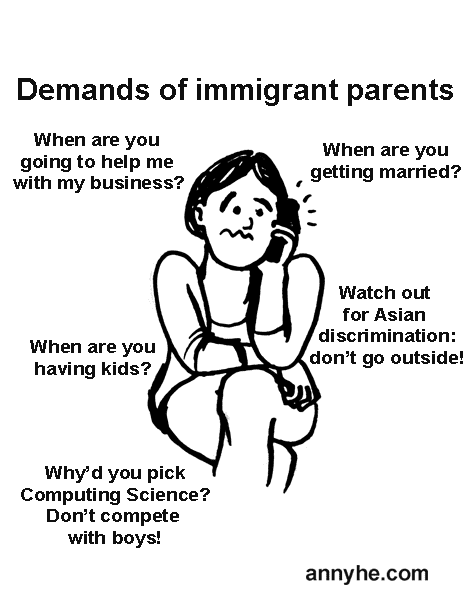 Demands of immigrant parents
When are you
going to help me
with my business?
When are you
getting married?
Watch out
for Asian
discrimination:
don't go outside!
When are you
having kids?
Why'd you pick
Computing Science?
Don't compete
with boys!
annyhe.com